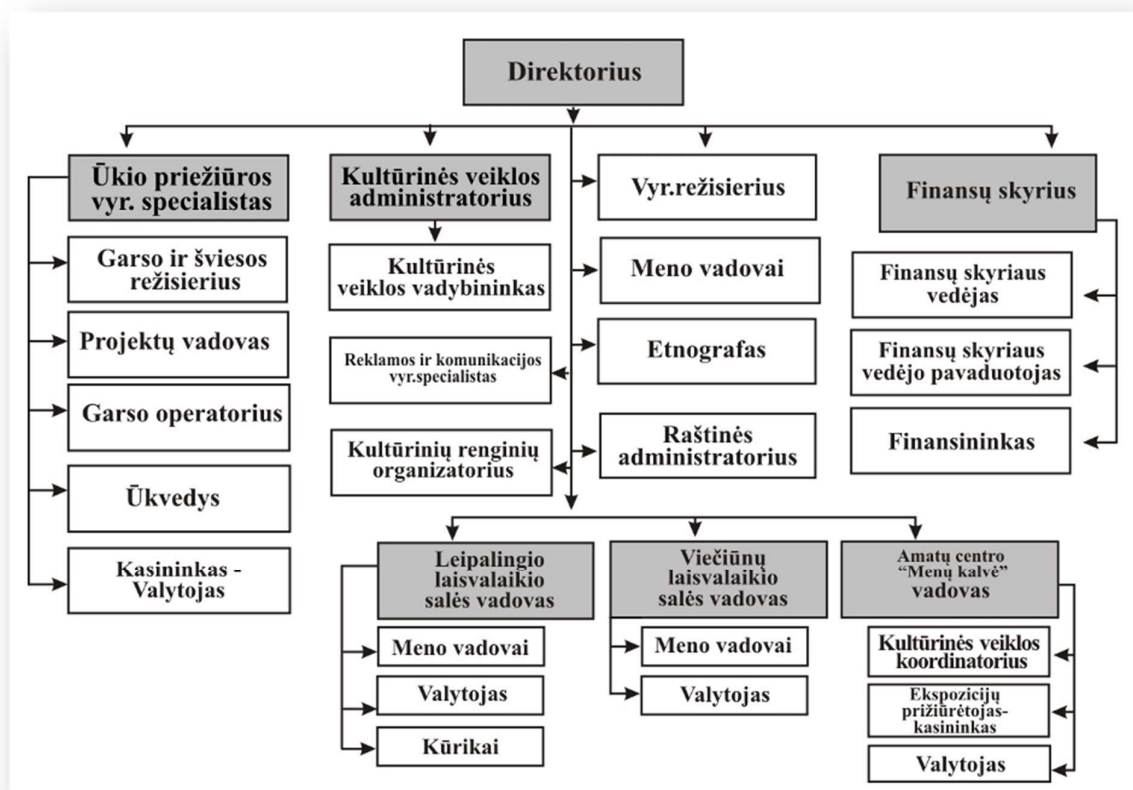 Direktorius
Ūkio priežiūros
vyr. specialistas
Garso ir šviesos
režisierius
Projektų vadovas
Garso operatorius
Ūkvedys
Kasininkas -
Valytojas
Kultūrinės veiklos
administratorius
Kultūrinės
veiklos vadybininkas
Reklamos ir komunikacijos
vyr.specialistas
Kultūrinių renginių
organizatorius
Vyr.režisierius
Meno vadovai
Etnografas
Raštinės
administratorius
Finansų skyrius
Finansų skyriaus
vedėjas
Finansų skyriaus
vedėjo pavaduotojas
Finansininkas
Leipalingio
laisvalaikio
salės vadovas
Meno vadovai
Valytojas
Kūrikai
Viečiūnų
laisvalaikio
salės vadovas
Meno vadovai
Valytojas
Amatų centro
“Menų kalvė”
vadovas
Kultūrinės veiklos
koordinatorius
Ekspozicijų
prižiūrėtojas-
kasininkas
Valytojas